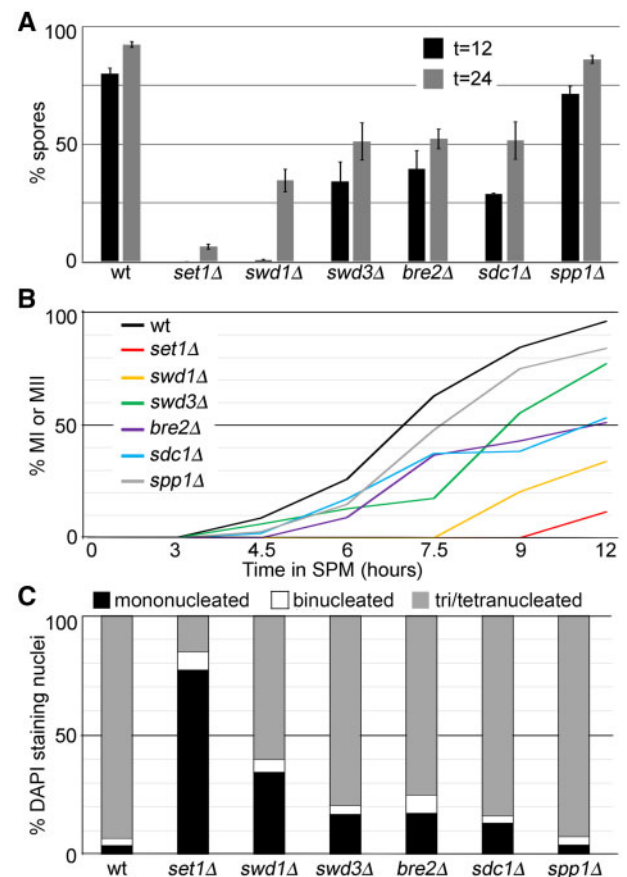 A
100
t=12
t=24
% spores
50
0
wt set1Δ swd1Δ swd3Δ bre2Δ sdc1Δ spp1Δ
B
100
wt
set1Δ
swd1Δ
swd3Δ
bre2Δ
sdc1Δ
spp1Δ
% MI or MII
50
0
0 3 4.5 6 7.5 9 12
Time in SPM (hours)
C
mononucleated binucleated tri/tetranucleated
100
% DAPI staining nuclei
50
0
wt set1Δ swd1Δ swd3Δ bre2Δ sdc1Δ spp1Δ